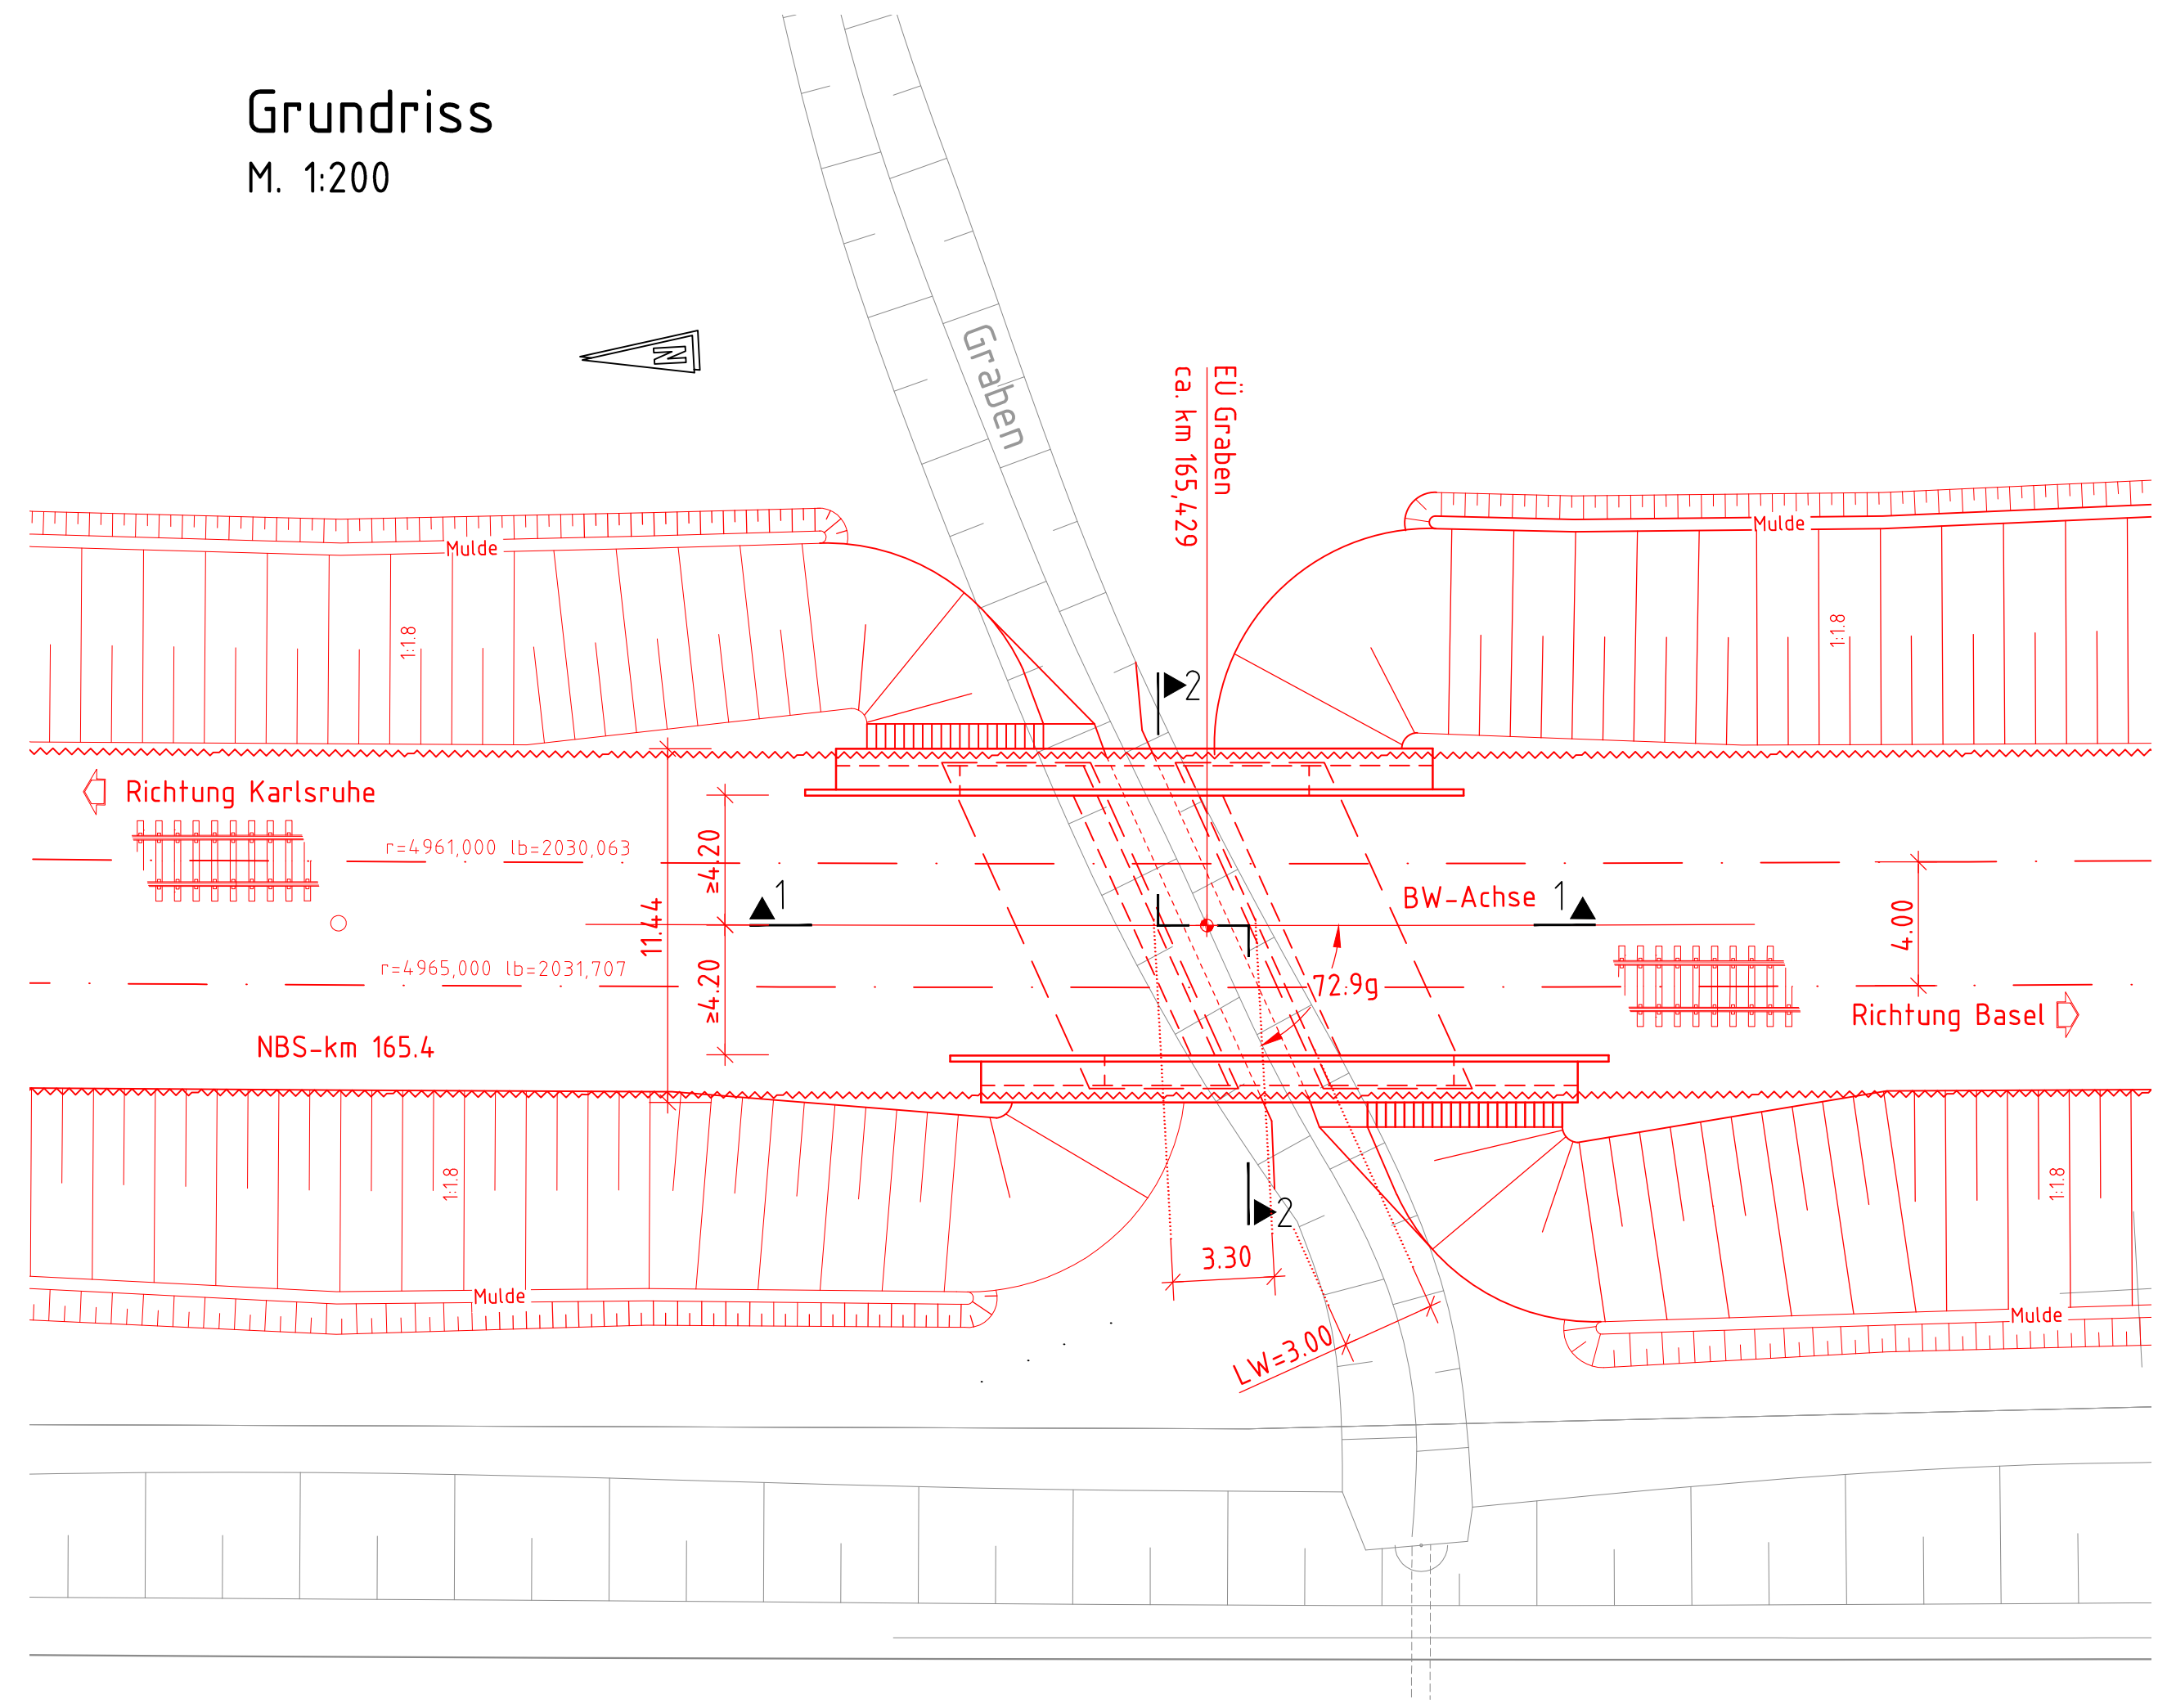 Grundriss
M. 1:200
N
Graben
EÜ Graben
ca. km 165,429
Mulde
Mulde
1:1.8
1:1.8
2
Richtung Karlsruhe
r=4961,000 lb=2030,063
≥4.20
11.44
1
BW-Achse
1
4.00
r=4965,000 lb=2031,707
≥4.20
72.9g
Richtung Basel
NBS-km 165.4
1:1.8
1:1.8
2
3.30
Mulde
Mulde
LW=3.00